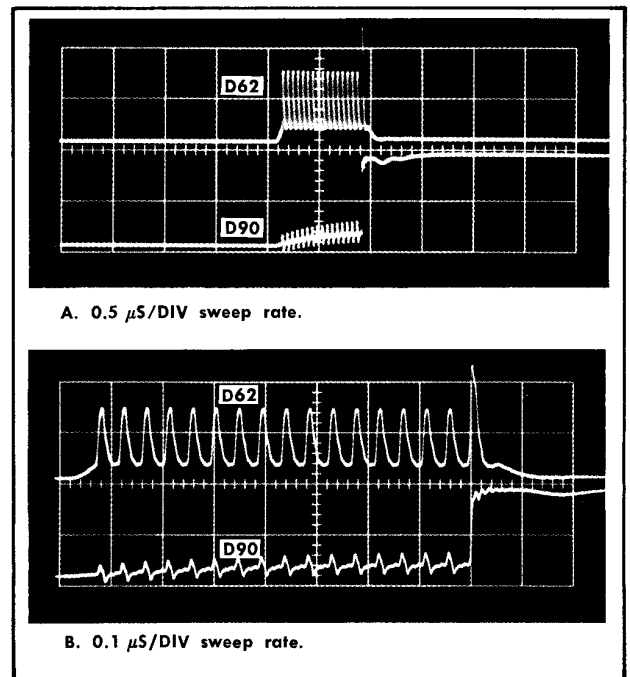 D62
D90
A. 0.5 μS/DIV sweep rate.
D62
D90
B. 0.1 μS/DIV sweep rate.